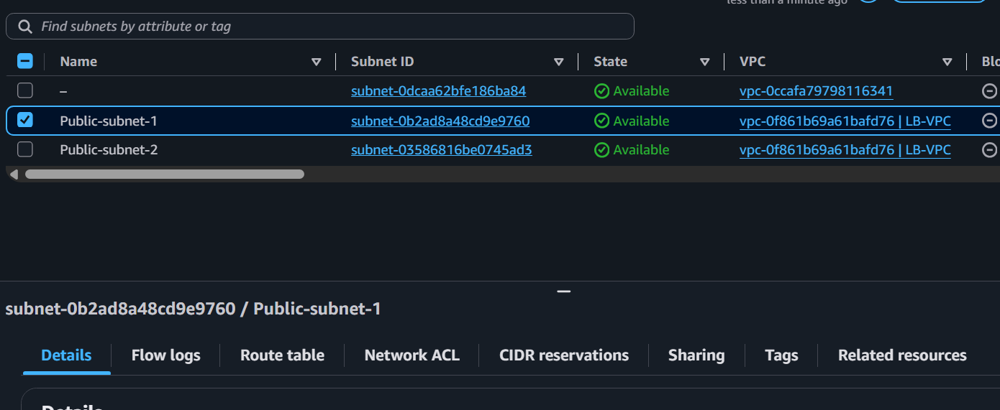 less than a minute ago
Find subnets by attribute or tag
Name Subnet ID State VPC
– subnet-0dcaa62bfe186ba84 Available vpc-0ccafa79798116341
Public-subnet-1 subnet-0b2ad8a48cd9e9760 Available vpc-0f861b69a61bafd76 | LB-VPC
Public-subnet-2 subnet-03586816be0745ad3 Available vpc-0f861b69a61bafd76 | LB-VPC
subnet-0b2ad8a48cd9e9760 / Public-subnet-1
Details Flow logs Route table Network ACL CIDR reservations Sharing Tags Related resources
Details